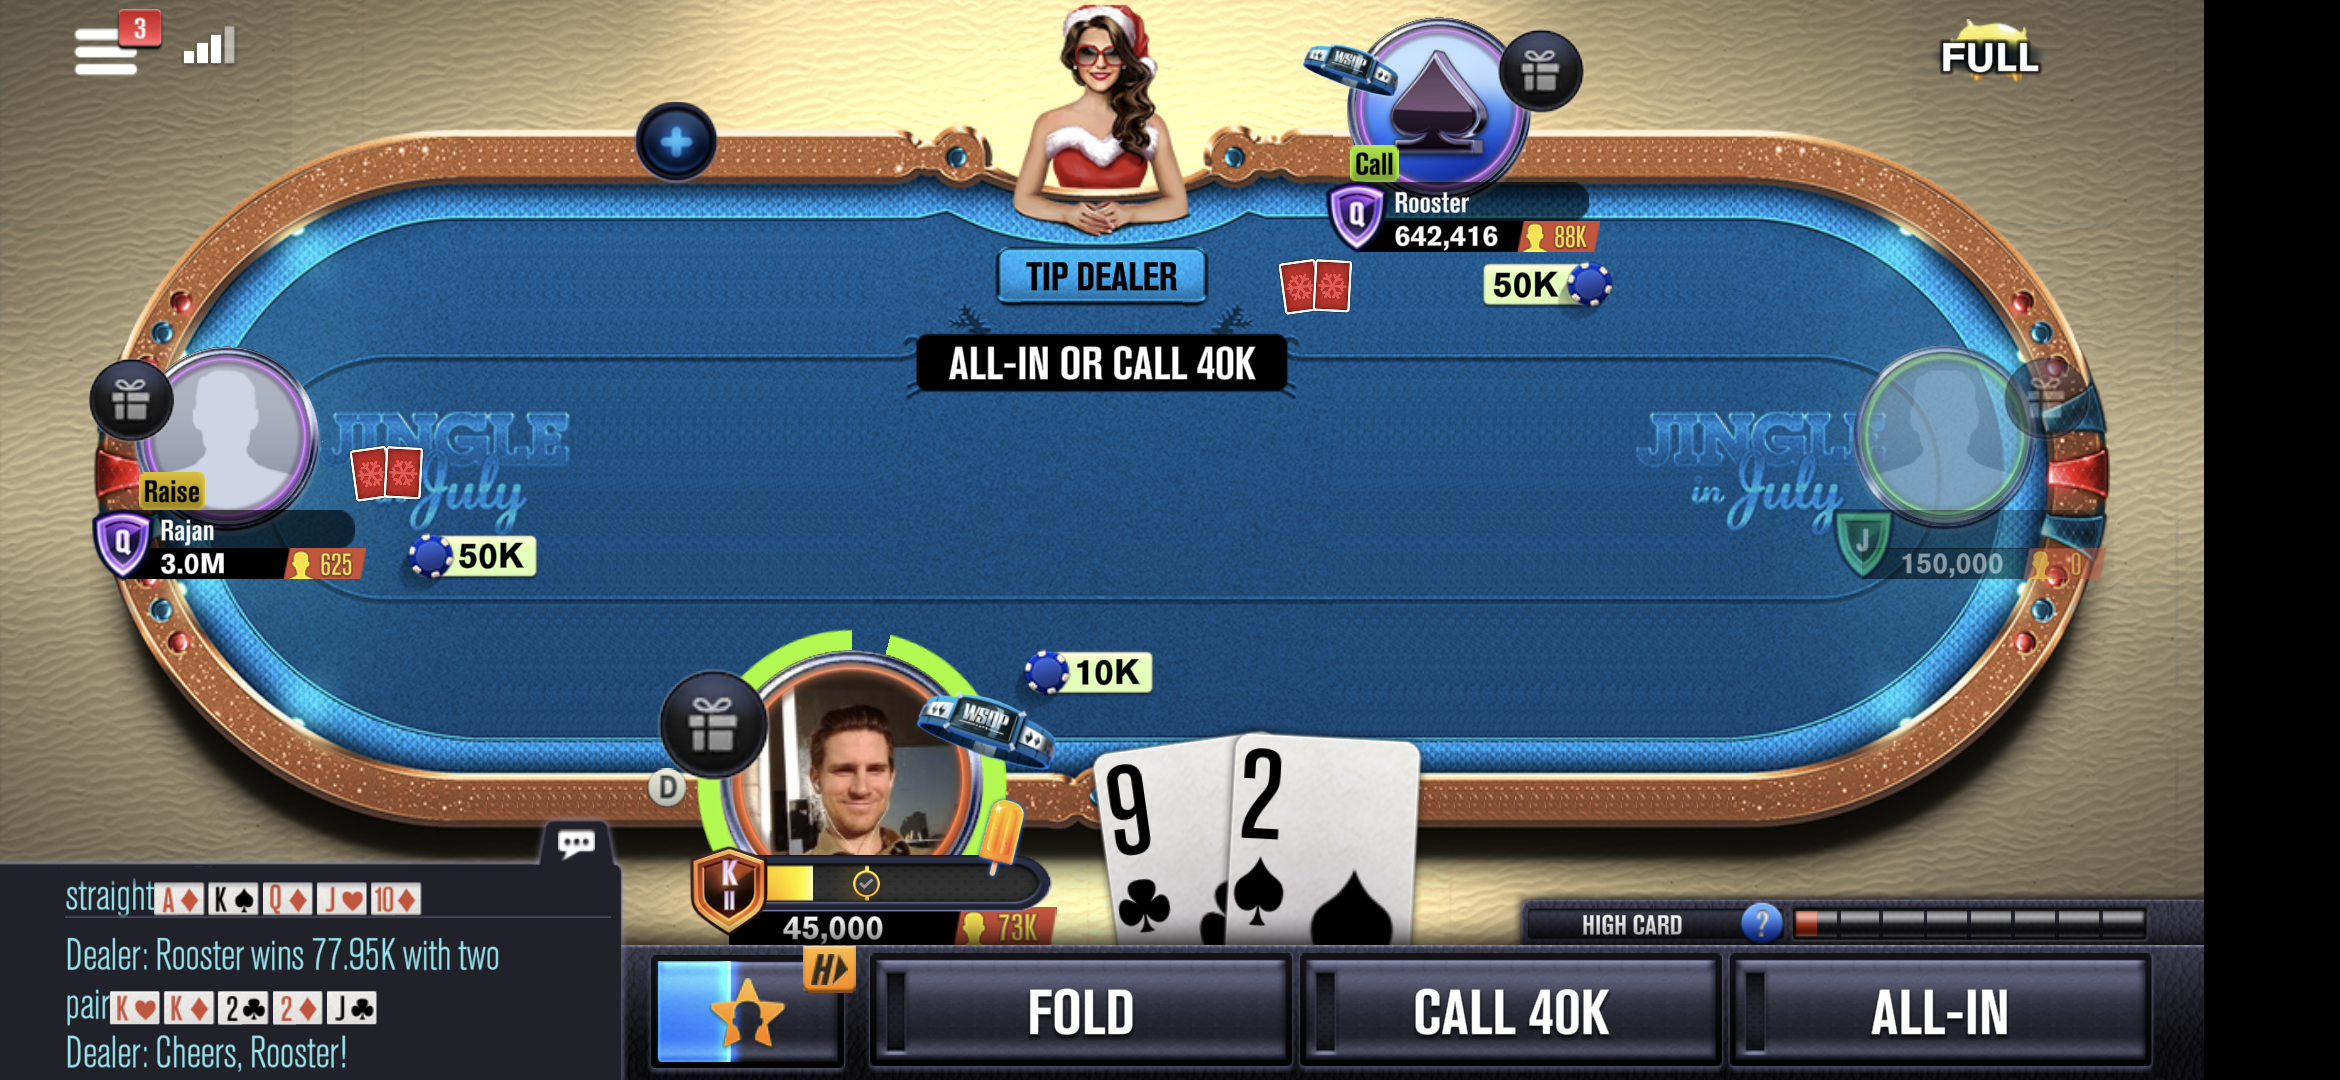 3
FULL
WSOP
Call
Q
Rooster
642,416
88K
TIP DEALER
50K
ALL-IN OR CALL 40K
JINGLE
in July
JINGLE
in July
Raise
Q
Rajan
3.0M
625
50K
J
150,000
0
10K
WSOP
D
K
II
45,000
73K
9
2
straight A♦ K♠ Q♦ J♥ 10♦
Dealer: Rooster wins 77.95K with two
pair K♥ K♦ 2♣ 2♦ J♣
Dealer: Cheers, Rooster!
HIGH CARD
?
H
FOLD
CALL 40K
ALL-IN